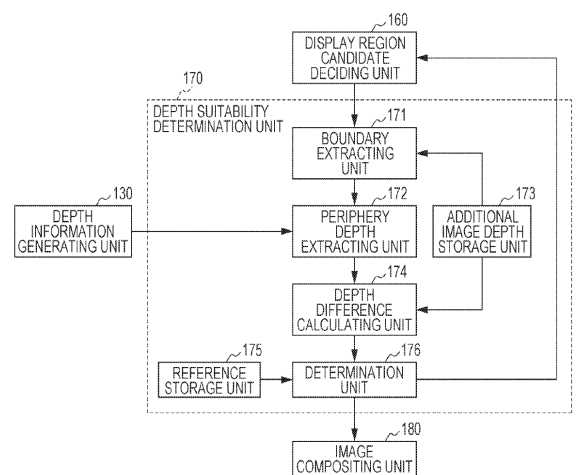 160
DISPLAY REGION
CANDIDATE
DECIDING UNIT
170
DEPTH SUITABILITY
DETERMINATION UNIT
171
BOUNDARY
EXTRACTING
UNIT
130
DEPTH
INFORMATION
GENERATING UNIT
172
PERIPHERY
DEPTH
EXTRACTING UNIT
173
ADDITIONAL
IMAGE DEPTH
STORAGE UNIT
174
DEPTH
DIFFERENCE
CALCULATING UNIT
175
REFERENCE
STORAGE UNIT
176
DETERMINATION
UNIT
180
IMAGE
COMPOSITING UNIT